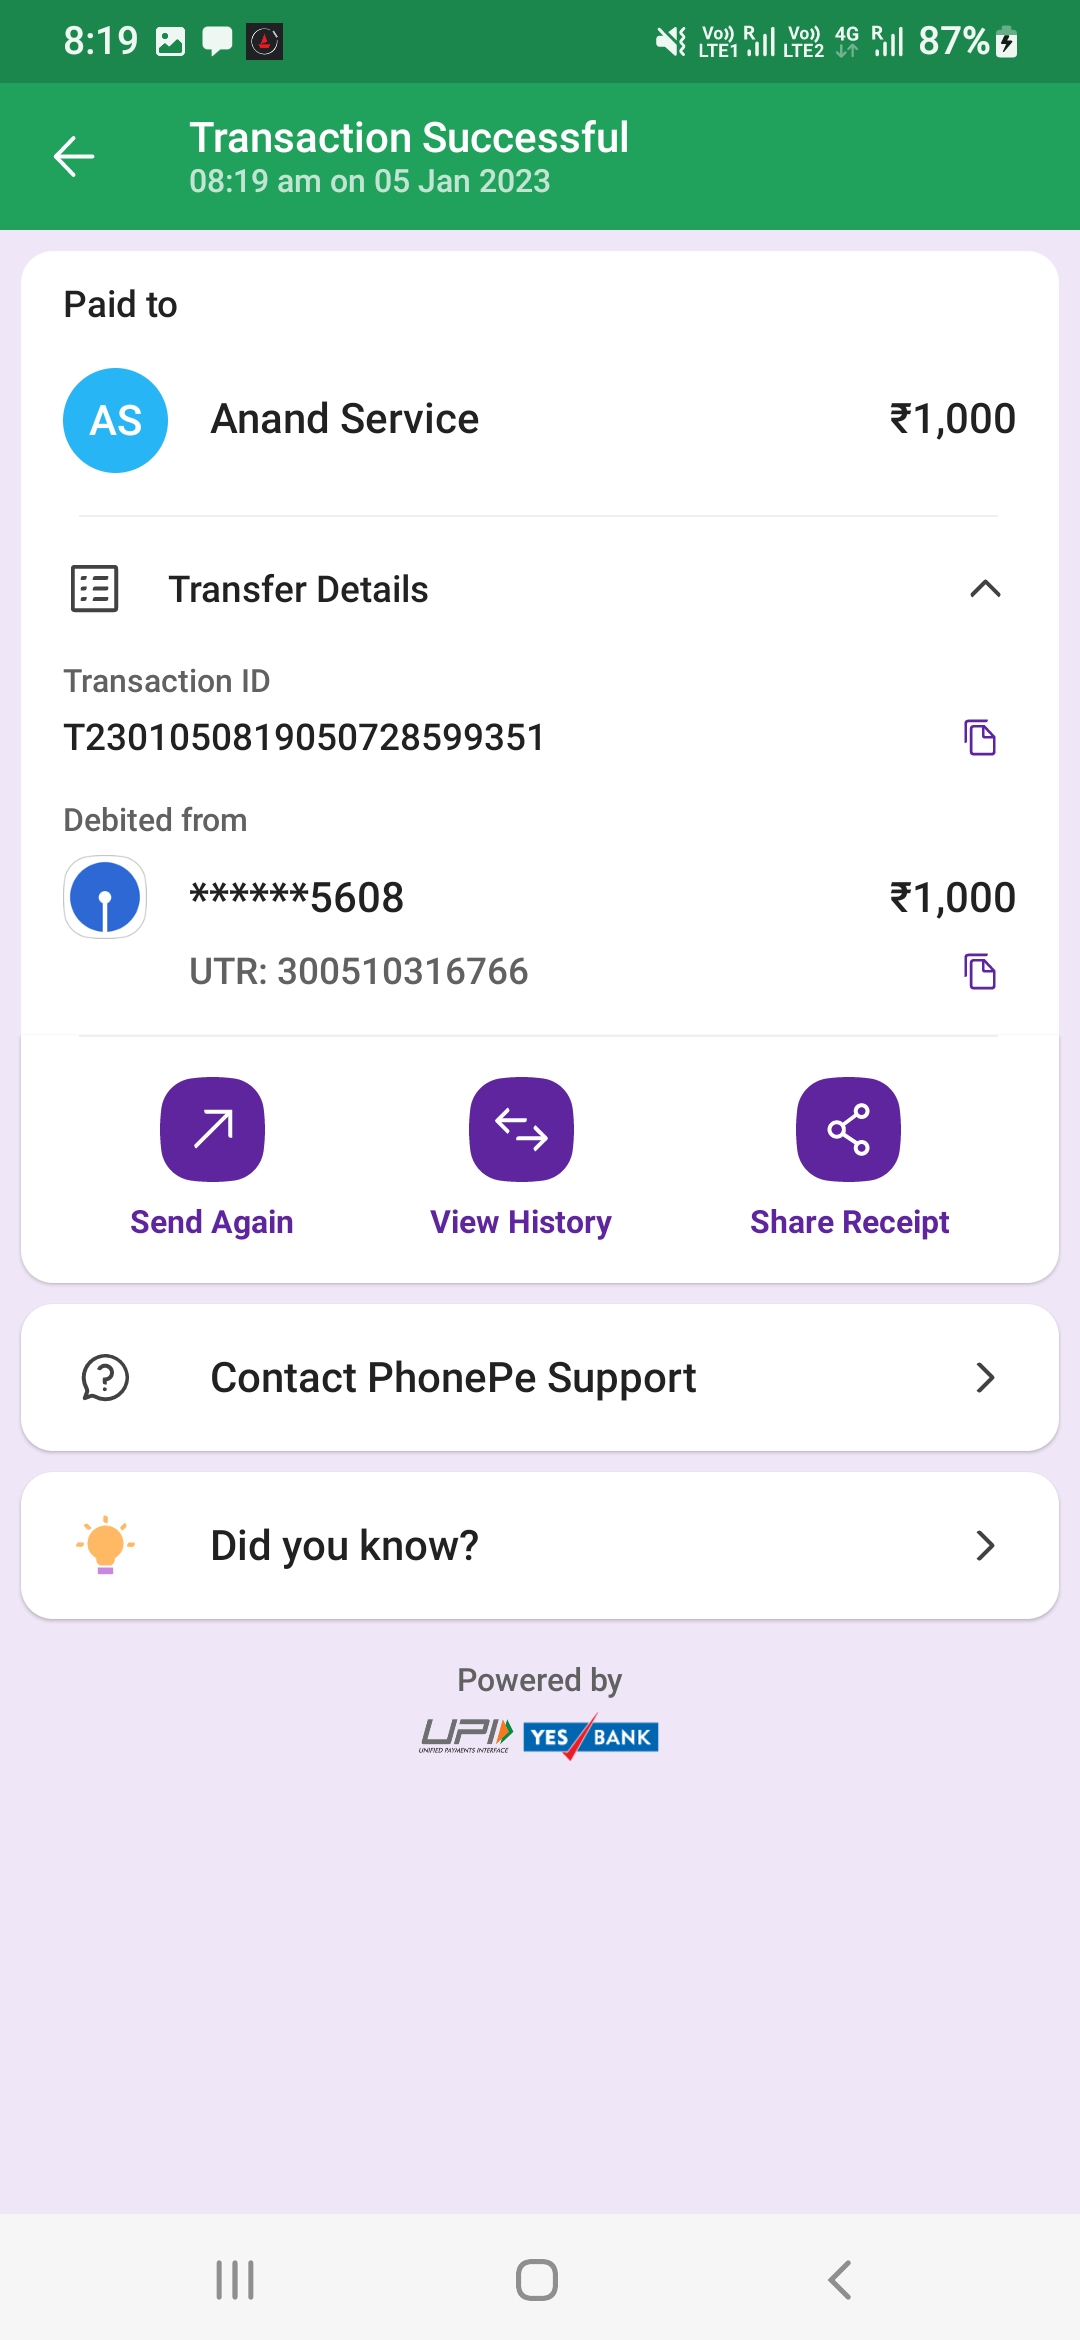 8:19 Vo)) LTE1 R Vo)) LTE2 4G R 87%
Transaction Successful
08:19 am on 05 Jan 2023
Paid to
AS Anand Service ₹1,000
Transfer Details
Transaction ID
T2301050819050728599351
Debited from
******5608 ₹1,000
UTR: 300510316766
Send Again View History Share Receipt
Contact PhonePe Support
Did you know?
Powered by
UPI YES BANK
UNIFIED PAYMENTS INTERFACE